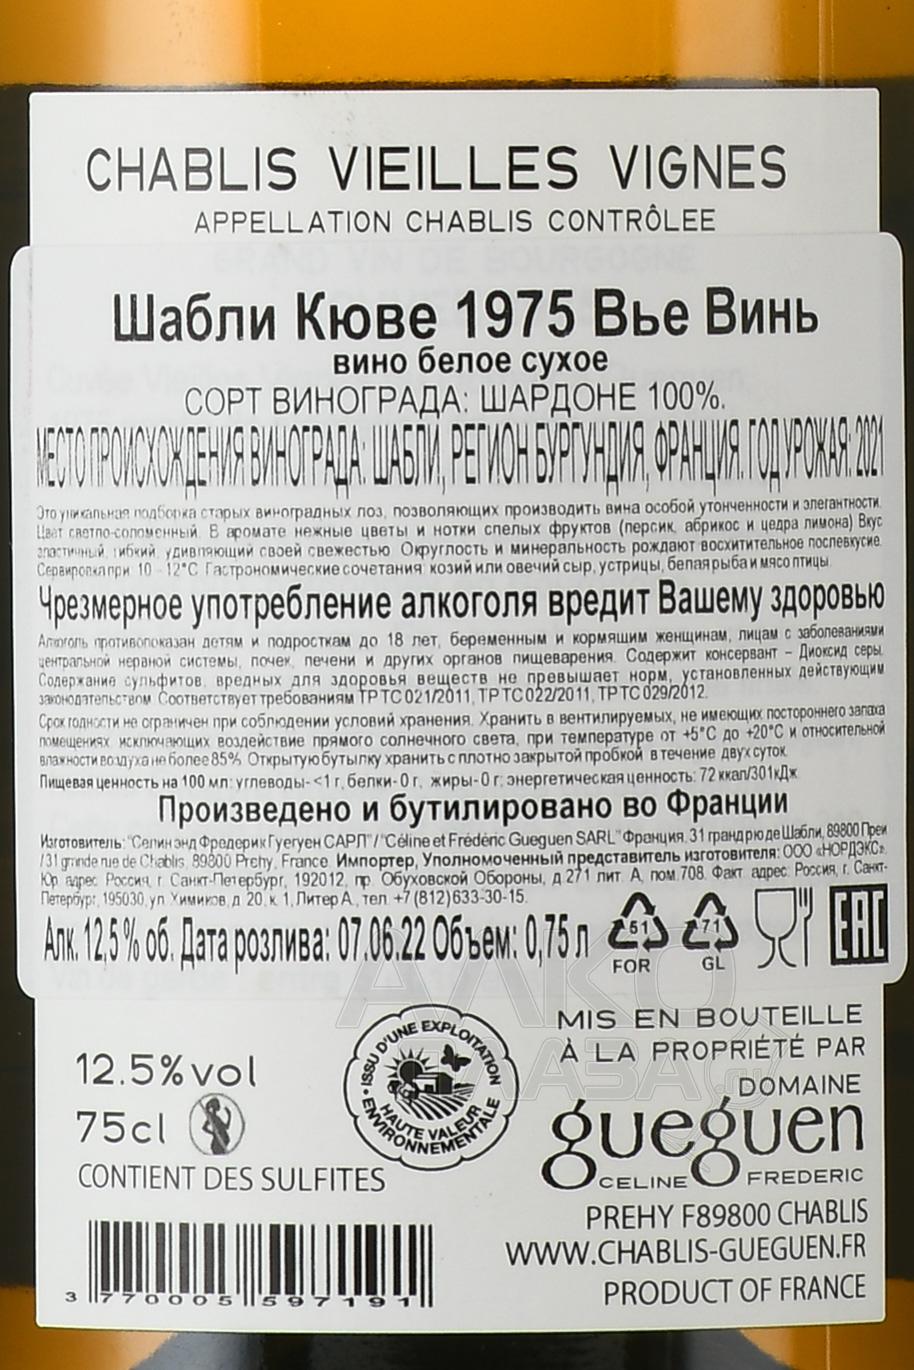 CHABLIS VIEILLES VIGNES
APPELLATION CHABLIS CONTRÔLEE
GRAND VIN DE BOURGOGNE
Шабли Кюве 1975 Вье Винь
вино белое сухое
СОРТ ВИНОГРАДА: ШАРДОНЕ 100%.
МЕСТО ПРОИСХОЖДЕНИЯ ВИНОГРАДА: ШАБЛИ, РЕГИОН БУРГУНДИЯ, ФРАНЦИЯ. ГОД УРОЖАЯ: 2021
Это уникальная подборка старых виноградных лоз, позволяющих производить вина особой утонченности и элегантности.
Цвет светло-соломенный. В аромате нежные цветы и нотки спелых фруктов (персик, абрикос и цедра лимона) Вкус
эластичный, гибкий, удивляющий своей свежестью. Округлость и минеральность рождают восхитительное послевкусие.
Сервировка при 10 - 12°C. Гастрономические сочетания: козий или овечий сыр, устрицы, белая рыба и мясо птицы.
Чрезмерное употребление алкоголя вредит Вашему здоровью
Алкоголь противопоказан детям и подросткам до 18 лет, беременным и кормящим женщинам, лицам с заболеваниями
центральной нервной системы, почек, печени и других органов пищеварения. Содержит консервант – Диоксид серы.
Содержание сульфитов, вредных для здоровья веществ не превышает норм, установленных действующим
законодательством. Соответствует требованиям ТР ТС 021/2011, ТР ТС 022/2011, ТР ТС 029/2012.
Срок годности не ограничен при соблюдении условий хранения. Хранить в вентилируемых, не имеющих постороннего запаха
помещениях, исключающих воздействие прямого солнечного света, при температуре от +5°С до +20°С и относительной
влажности воздуха не более 85%. Открытую бутылку хранить с плотно закрытой пробкой в течение двух суток.
Пищевая ценность на 100 мл: углеводы- <1 г, белки- 0 г, жиры- 0 г; энергетическая ценность: 72 ккал/301кДж
Произведено и бутилировано во Франции
Изготовитель: "Селин энд Фредерик Гуегуен САРЛ" / "Céline et Frédéric Gueguen SARL" Франция, 31 гранд рю де Шабли, 89800 Преи
/ 31 grande rue de Chablis, 89800 Prehy, France. Импортер, Уполномоченный представитель изготовителя: ООО «НОРДЭКС».
Юр. адрес: Россия, г. Санкт-Петербург, 192012, пр. Обуховской Обороны, д 271 лит. А, пом.708. Факт. адрес: Россия, г. Санкт-
Петербург, 195030, ул. Химиков, д. 20, к. 1, Литер А, тел. +7 (812) 633-30-15.
Алк. 12,5 % об. Дата розлива: 07.06.22 Объем: 0,75 л
51 FOR
71 GL
EAC
АЛКОГОЛАЗА.ru
12.5%vol
75cl
CONTIENT DES SULFITES
ISSU D'UNE EXPLOITATION
HAUTE VALEUR
ENVIRONNEMENTALE
MIS EN BOUTEILLE
À LA PROPRIÉTÉ PAR
DOMAINE
gueguen
CELINE FREDERIC
PREHY F89800 CHABLIS
WWW.CHABLIS-GUEGUEN.FR
PRODUCT OF FRANCE
3 770005 597191